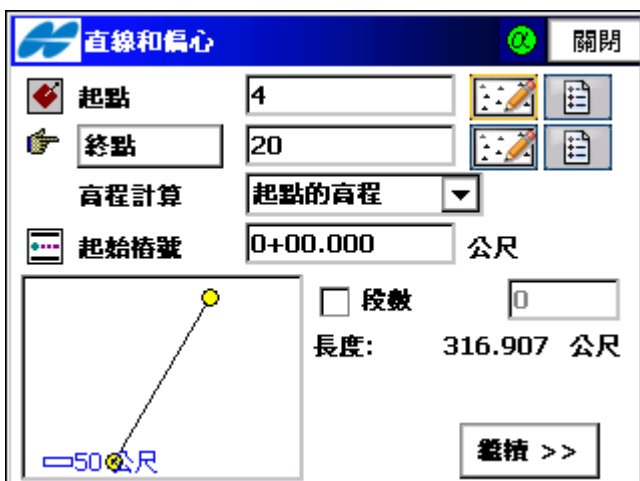 直線和偏心
α
關閉
起點
4
終點
20
高程計算
起點的高程
起始樁號
0+00.000
公尺
段數
0
長度:
316.907 公尺
50 公尺
繼續 >>